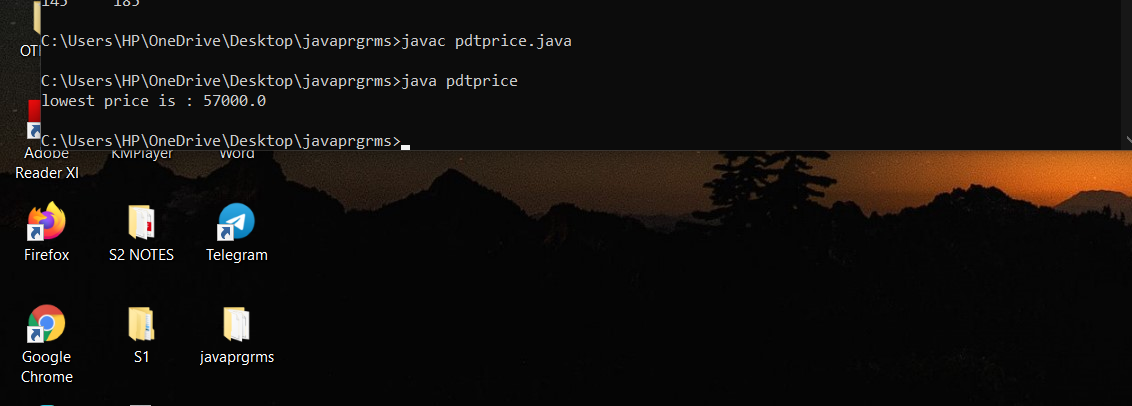 145 185
C:\Users\HP\OneDrive\Desktop\javaprgrms>javac pdtprice.java
C:\Users\HP\OneDrive\Desktop\javaprgrms>java pdtprice
lowest price is : 57000.0
C:\Users\HP\OneDrive\Desktop\javaprgrms>
Adobe
Reader XI
KMPlayer
Word
Firefox
S2 NOTES
Telegram
Google
Chrome
S1
javaprgrms